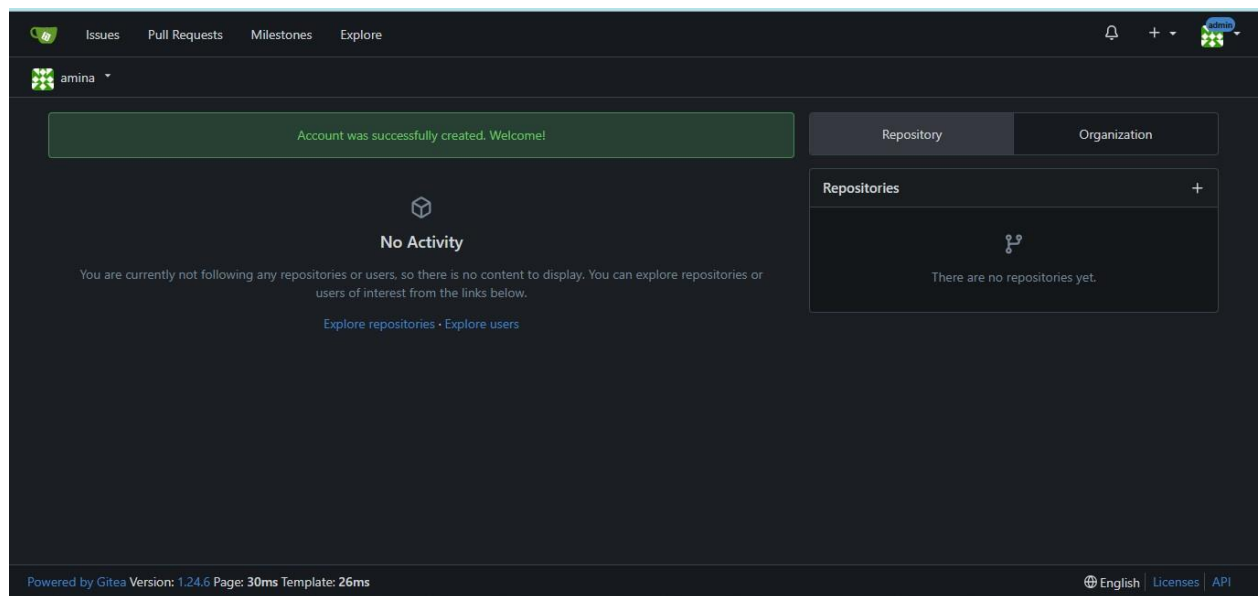 Issues Pull Requests Milestones Explore
admin
amina
Account was successfully created. Welcome!
Repository Organization
Repositories
No Activity
There are no repositories yet.
You are currently not following any repositories or users, so there is no content to display. You can explore repositories or
users of interest from the links below.
Explore repositories · Explore users
Powered by Gitea Version: 1.24.6 Page: 30ms Template: 26ms
English | Licenses | API